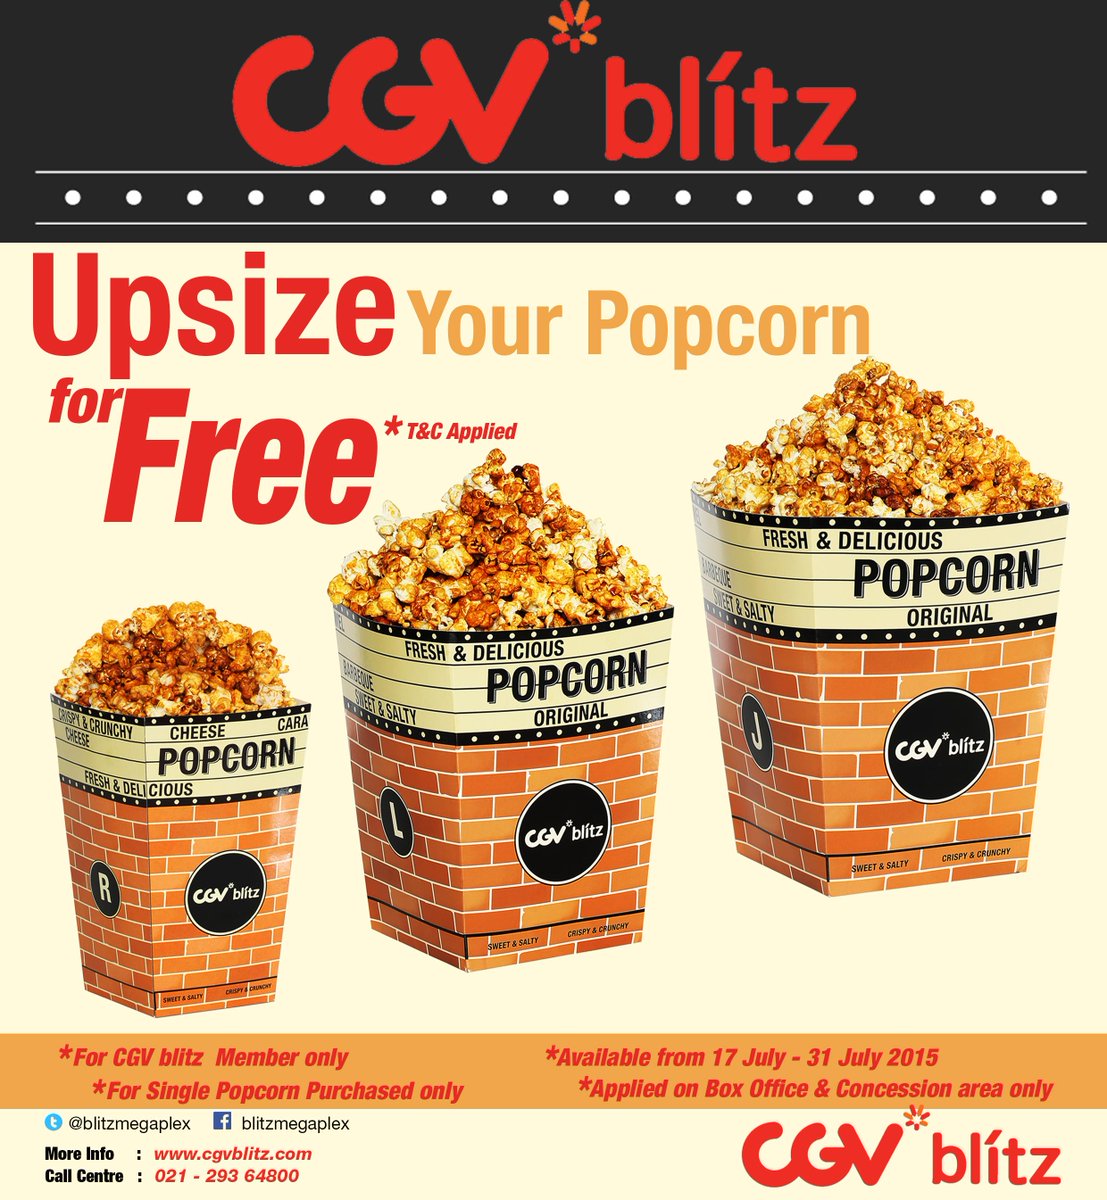 CGV* blítz
Upsize Your Popcorn
for Free * T&C Applied
FRESH & DELICIOUS
POPCORN
BARBEQUE
SWEET & SALTY
ORIGINAL
J
CGV* blítz
SWEET & SALTY
CRISPY & CRUNCHY
FRESH & DELICIOUS
POPCORN
BARBEQUE
SWEET & SALTY
ORIGINAL
L
CGV* blítz
SWEET & SALTY
CRISPY & CRUNCHY
CRISPY & CRUNCHY
CHEESE
CARA
CHEESE
POPCORN
FRESH & DELICIOUS
R
CGV* blítz
SWEET & SALTY
CRISPY & CRUNCHY
*For CGV blitz Member only
*Available from 17 July - 31 July 2015
*For Single Popcorn Purchased only
*Applied on Box Office & Concession area only
@blitzmegaplex blitzmegaplex
More Info : www.cgvblitz.com
Call Centre : 021 - 293 64800
CGV* blítz